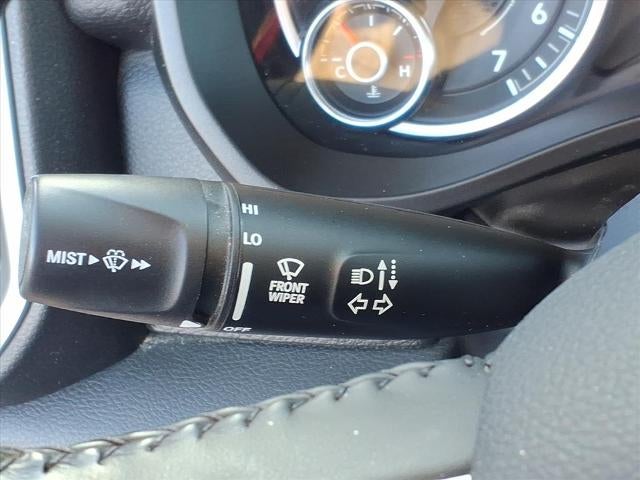 6
7
C H
HI
LO
MIST
FRONT
WIPER
OFF